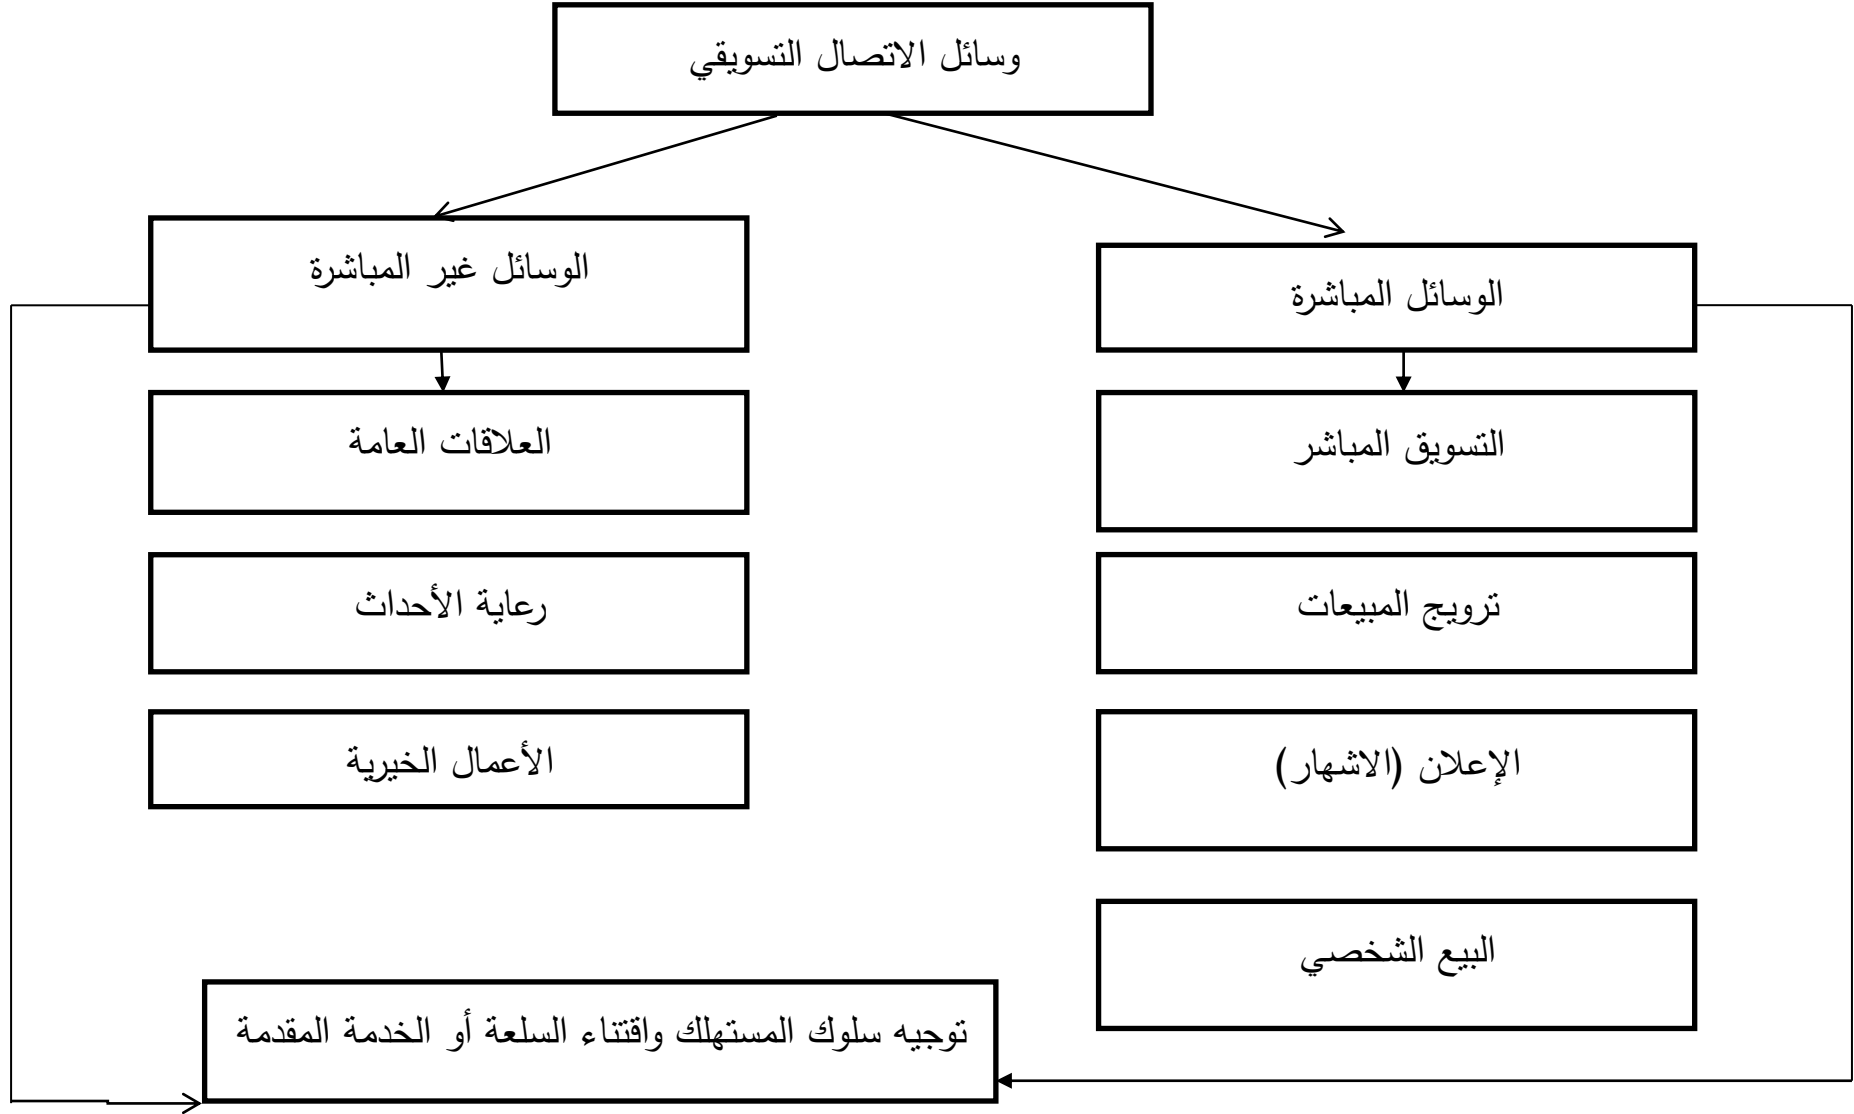 وسائل الاتصال التسويقي
الوسائل المباشرة
التسويق المباشر
ترويج المبيعات
الإعلان (الاشهار)
البيع الشخصي
الوسائل غير المباشرة
العلاقات العامة
رعاية الأحداث
الأعمال الخيرية
توجيه سلوك المستهلك واقتناء السلعة أو الخدمة المقدمة